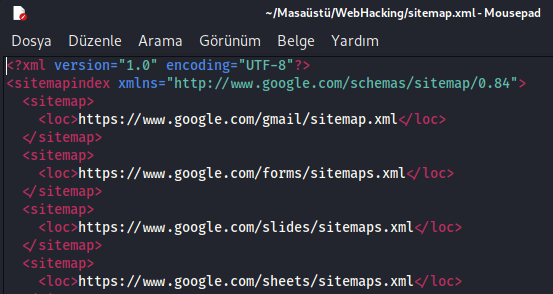 ~/Masaüstü/WebHacking/sitemap.xml - Mousepad
Dosya Düzenle Arama Görünüm Belge Yardım
<?xml version="1.0" encoding="UTF-8"?>
<sitemapindex xmlns="http://www.google.com/schemas/sitemap/0.84">
<sitemap>
<loc>https://www.google.com/gmail/sitemap.xml</loc>
</sitemap>
<sitemap>
<loc>https://www.google.com/forms/sitemaps.xml</loc>
</sitemap>
<sitemap>
<loc>https://www.google.com/slides/sitemaps.xml</loc>
</sitemap>
<sitemap>
<loc>https://www.google.com/sheets/sitemaps.xml</loc>